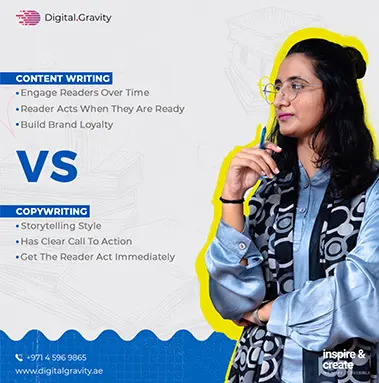 Digital.Gravity
CONTENT WRITING
• Engage Readers Over Time
• Reader Acts When They Are Ready
• Build Brand Loyalty
VS
COPYWRITING
• Storytelling Style
• Has Clear Call To Action
• Get The Reader Act Immediately
+971 4 596 9865
www.digitalgravity.ae
inspire &
create